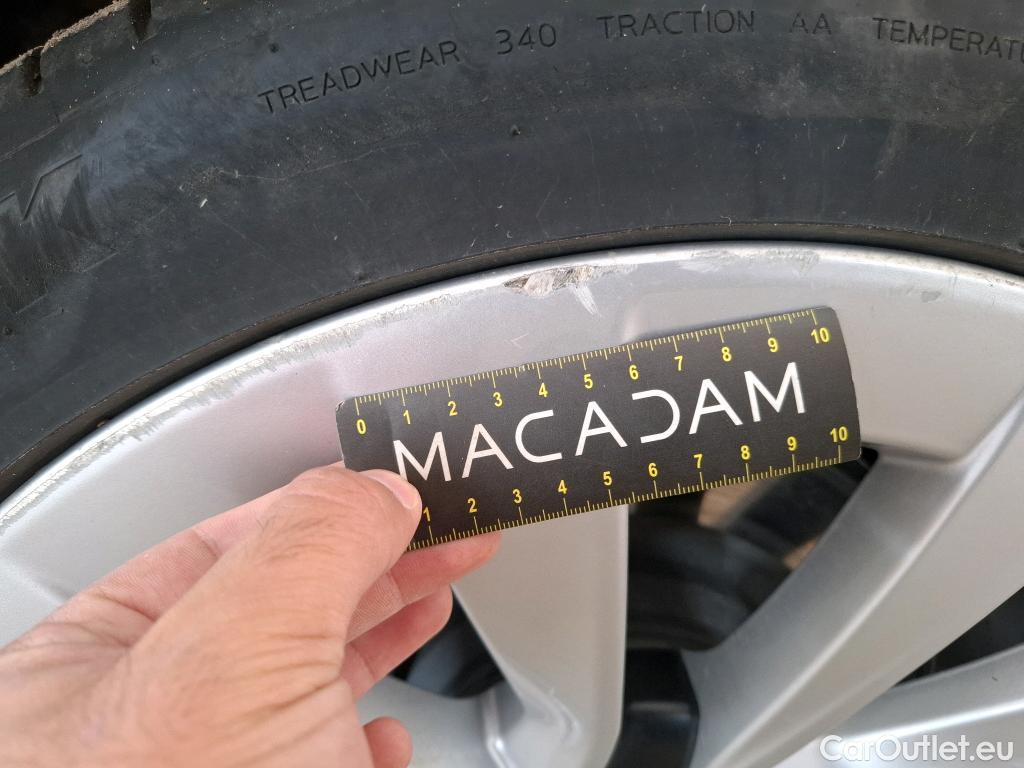 TREADWEAR 340 TRACTION AA
0 1 2 3 4 5 6 7 8 9 10
MACADAM
1 2 3 4 5 6 7 8 9 10
CarOutlet.eu